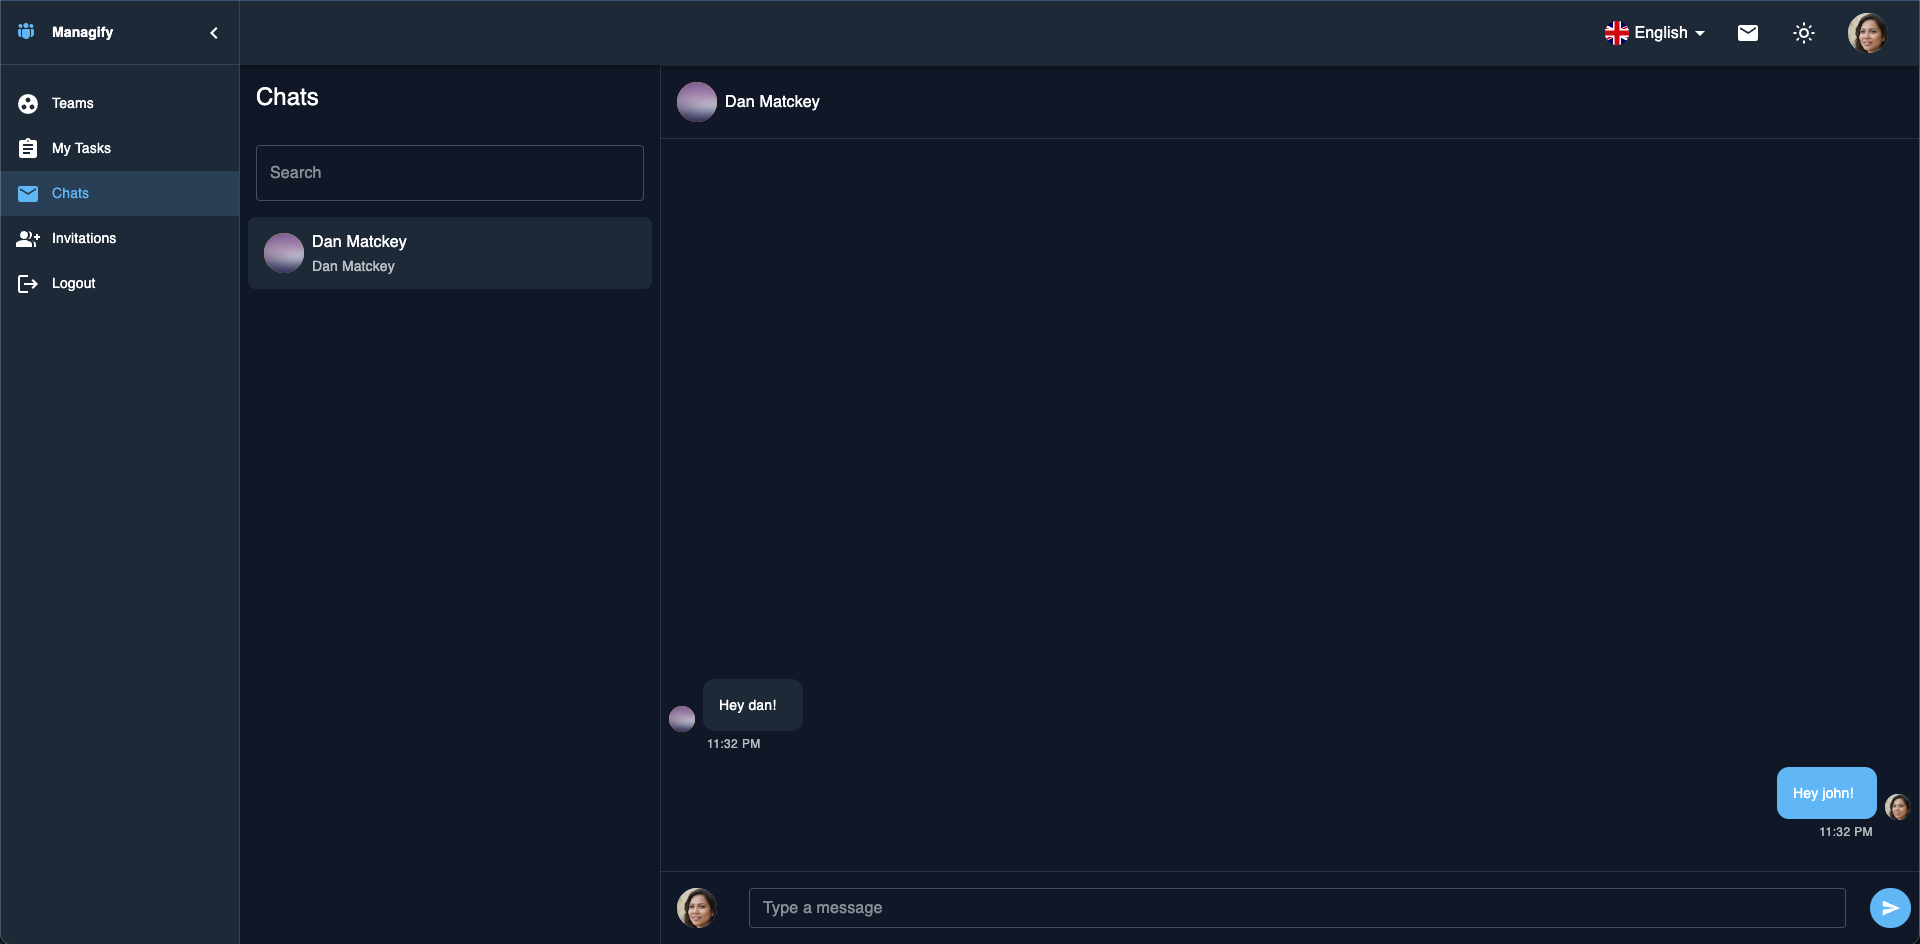 Managify
English
Teams
My Tasks
Chats
Invitations
Logout
Chats
Search
Dan Matckey
Dan Matckey
Dan Matckey
Hey dan!
11:32 PM
Hey john!
11:32 PM
Type a message